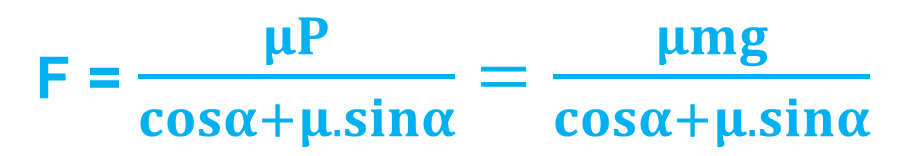 F = μP/cosα+μ.sinα = μmg/cosα+μ.sinα